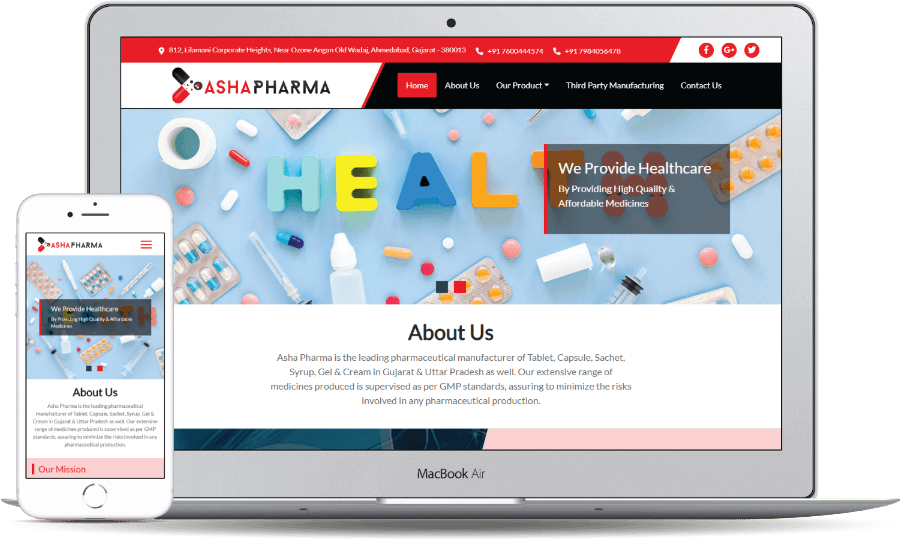 812, Lilamani Corporate Heights, Near Ozone Angan Old Wadaj, Ahmedabad, Gujarat - 380013 +91 7600444574 +91 7984056478
ASHAPHARMA
Home About Us Our Product Third Party Manufacturing Contact Us
HEALTH
We Provide Healthcare
By Providing High Quality &
Affordable Medicines
About Us
Asha Pharma is the leading pharmaceutical manufacturer of Tablet, Capsule, Sachet,
Syrup, Gel & Cream in Gujarat & Uttar Pradesh as well. Our extensive range of
medicines produced is supervised as per GMP standards, assuring to minimize the risks
involved in any pharmaceutical production.
MacBook Air
ASHAPHARMA
We Provide Healthcare
By Providing High Quality & Affordable
Medicines
About Us
Asha Pharma is the leading pharmaceutical
manufacturer of Tablet, Capsule, Sachet, Syrup, Gel &
Cream in Gujarat & Uttar Pradesh as well. Our extensive
range of medicines produced is supervised as per GMP
standards, assuring to minimize the risks involved in any
pharmaceutical production.
Our Mission